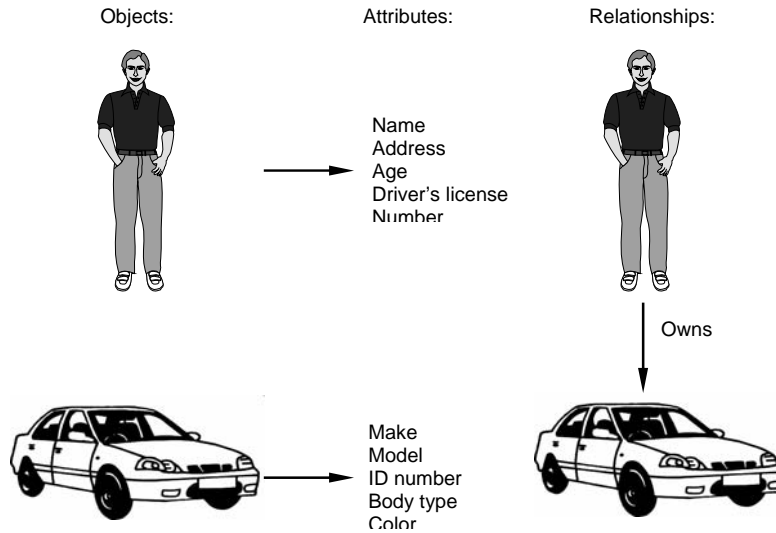 Objects:
Attributes:
Relationships:
Name
Address
Age
Driver's license
Number
Owns
Make
Model
ID number
Body type
Color